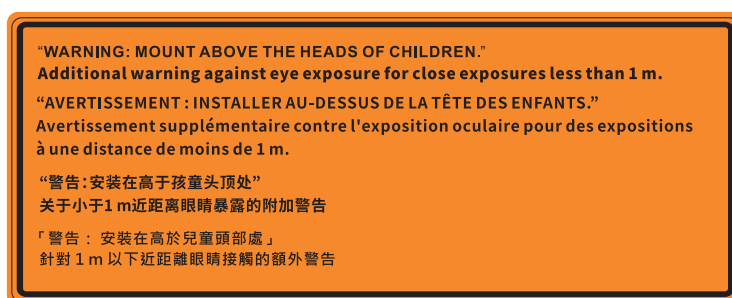 “WARNING: MOUNT ABOVE THE HEADS OF CHILDREN.”
Additional warning against eye exposure for close exposures less than 1 m.
“AVERTISSEMENT : INSTALLER AU-DESSUS DE LA TÊTE DES ENFANTS.”
Avertissement supplémentaire contre l'exposition oculaire pour des expositions
à une distance de moins de 1 m.
“警告:安装在高于孩童头顶处”
关于小于1 m近距离眼睛暴露的附加警告
「警告： 安裝在高於兒童頭部處」
針對 1 m 以下近距離眼睛接觸的額外警告